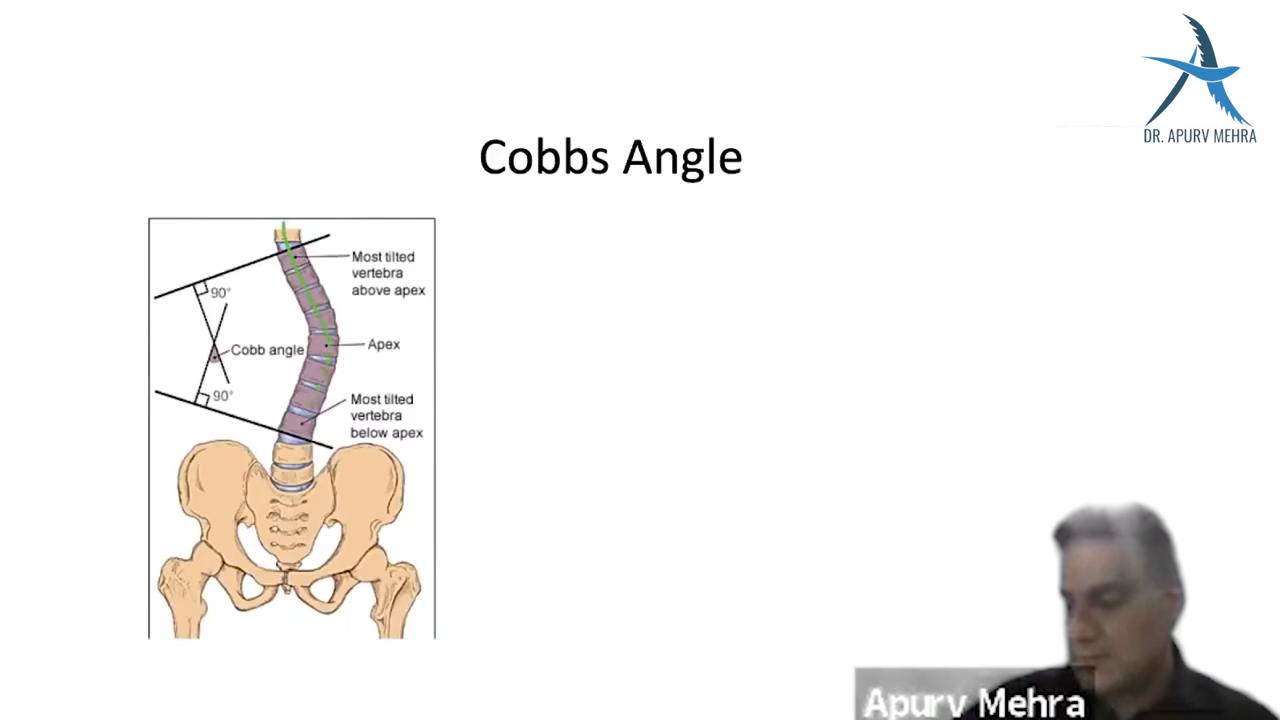 DR. APURV MEHRA
Cobbs Angle
Most tilted
vertebra
above apex
90°
Cobb angle
Apex
90°
Most tilted
vertebra
below apex
Apurv Mehra